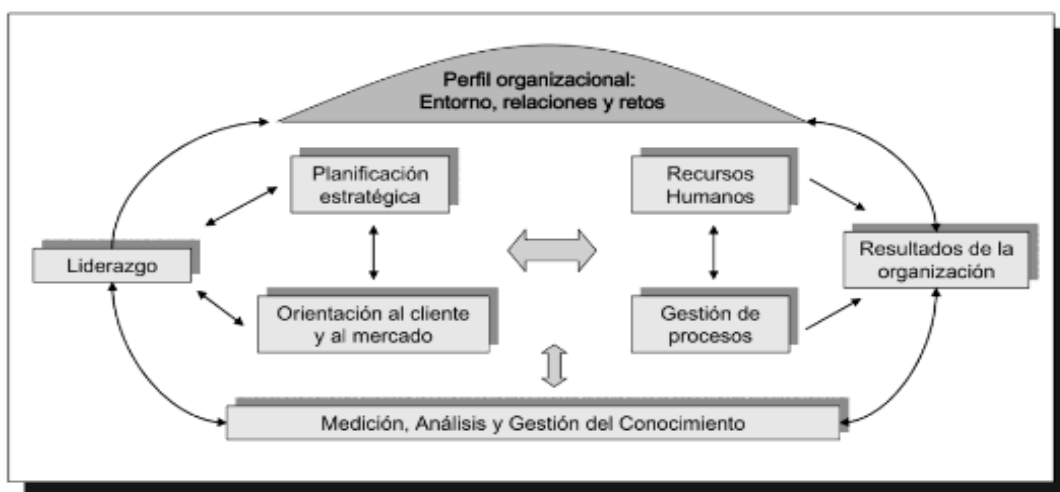 Perfil organizacional:
Entorno, relaciones y retos
Planificación
estratégica
Recursos
Humanos
Liderazgo
Resultados de la
organización
Orientación al cliente
y al mercado
Gestión de
procesos
Medición, Análisis y Gestión del Conocimiento